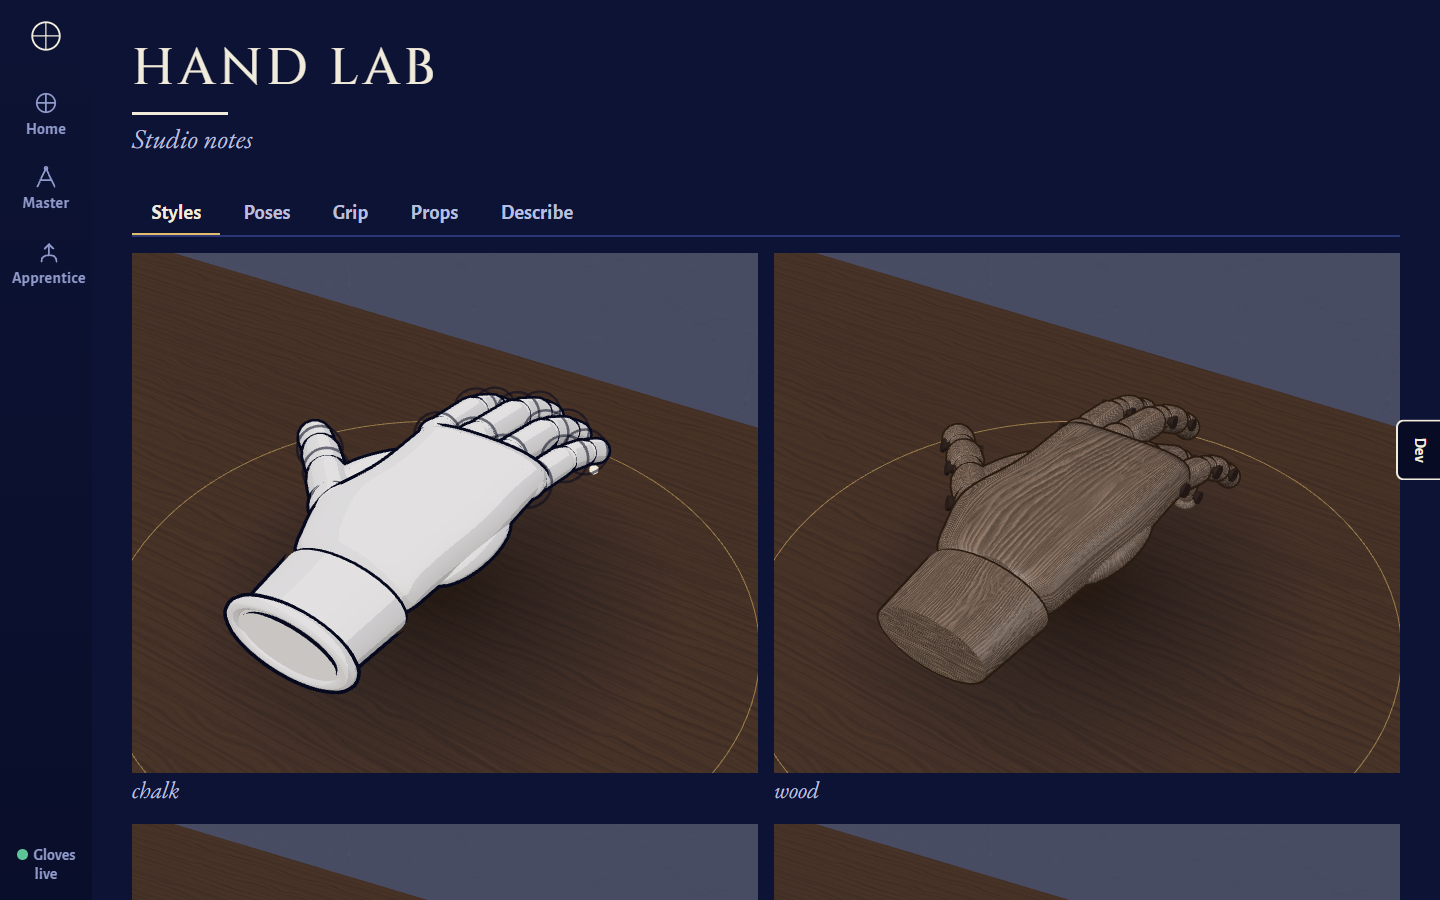 HAND LAB
Studio notes
Home
Master
Apprentice
Styles Poses Grip Props Describe
Dev
chalk
wood
Gloves
live